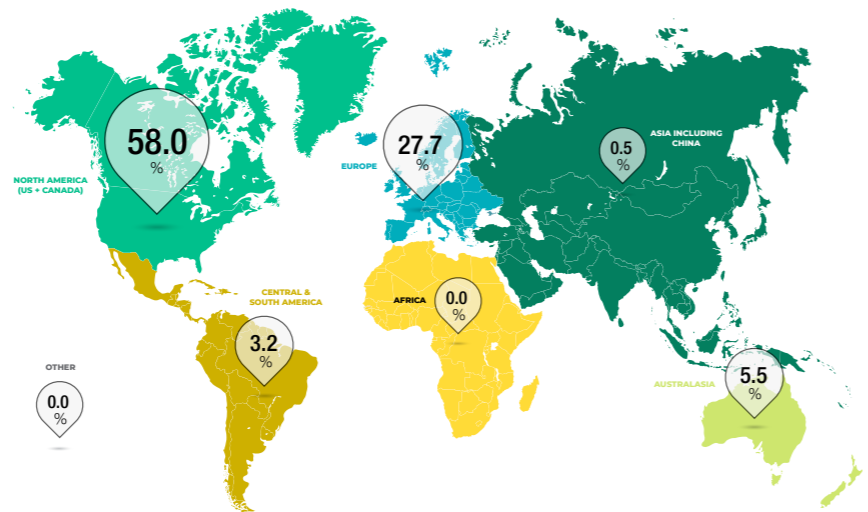 58.0
%
NORTH AMERICA
(US + CANADA)
27.7
%
EUROPE
0.5
%
ASIA INCLUDING
CHINA
CENTRAL &
SOUTH AMERICA
3.2
%
AFRICA
0.0
%
OTHER
0.0
%
AUSTRALASIA
5.5
%